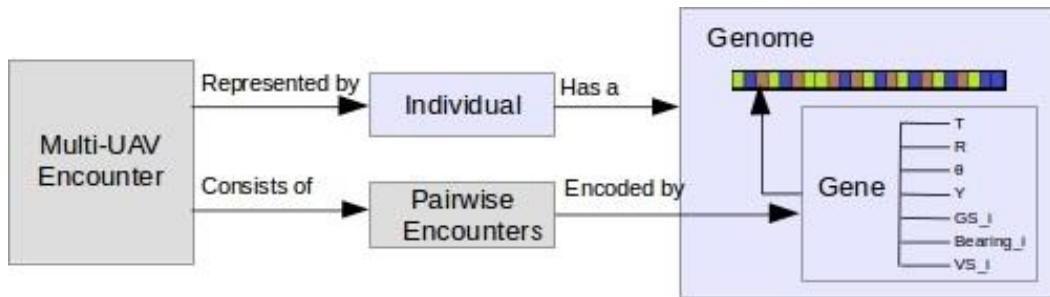 Genome
Represented by
Has a
Individual
Multi-UAV
Encounter
Consists of
Pairwise
Encounters
Encoded by
Gene
T
R
θ
Y
GS_i
Bearing_i
VS_i